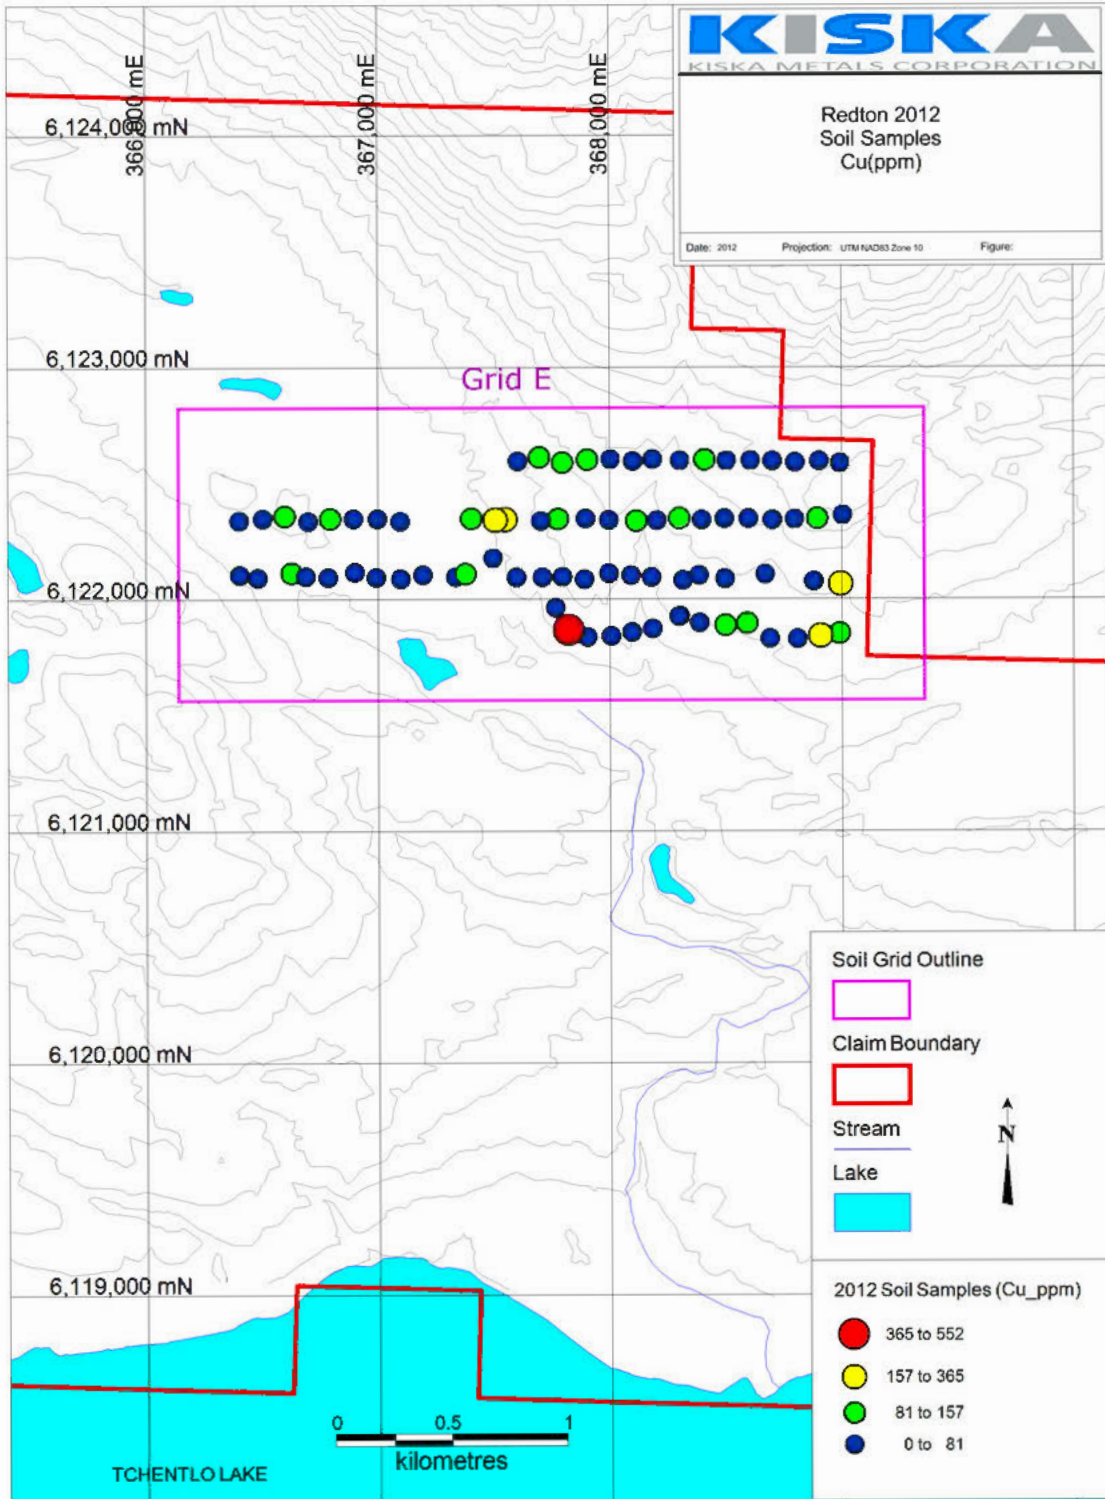 KISKA
KISKA METALS CORPORATION
Redton 2012
Soil Samples
Cu(ppm)
Date: 2012 Projection: UTM NAD83 Zone 10 Figure:
366,000 mE
367,000 mE
368,000 mE
6,124,000 mN
6,123,000 mN
Grid E
6,122,000 mN
6,121,000 mN
6,120,000 mN
6,119,000 mN
Soil Grid Outline
Claim Boundary
Stream
Lake
N
2012 Soil Samples (Cu_ppm)
365 to 552
157 to 365
81 to 157
0 to 81
0 0.5 1
kilometres
TCHENTLO LAKE